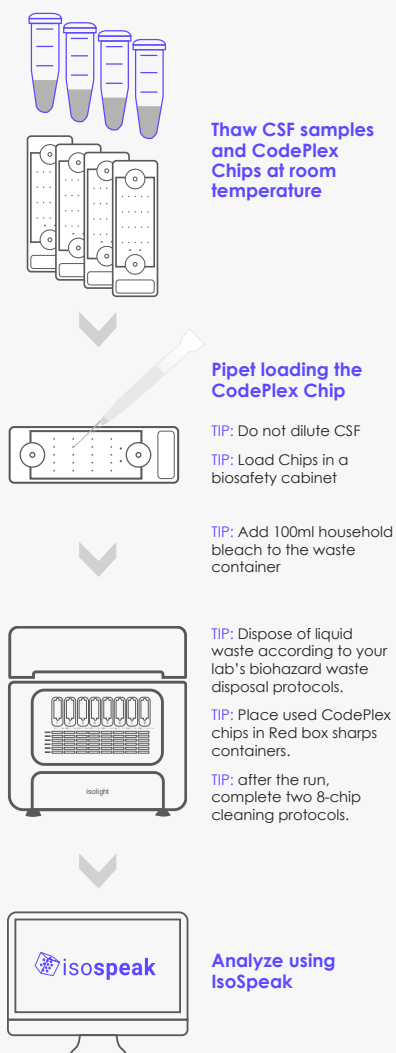 Thaw CSF samples
and CodePlex
Chips at room
temperature
Pipet loading the
CodePlex Chip
TIP: Do not dilute CSF
TIP: Load Chips in a
biosafety cabinet
TIP: Add 100ml household
bleach to the waste
container
TIP: Dispose of liquid
waste according to your
lab's biohazard waste
disposal protocols.
TIP: Place used CodePlex
chips in Red box sharps
containers.
TIP: after the run,
complete two 8-chip
cleaning protocols.
isolight
isospeak
Analyze using
IsoSpeak